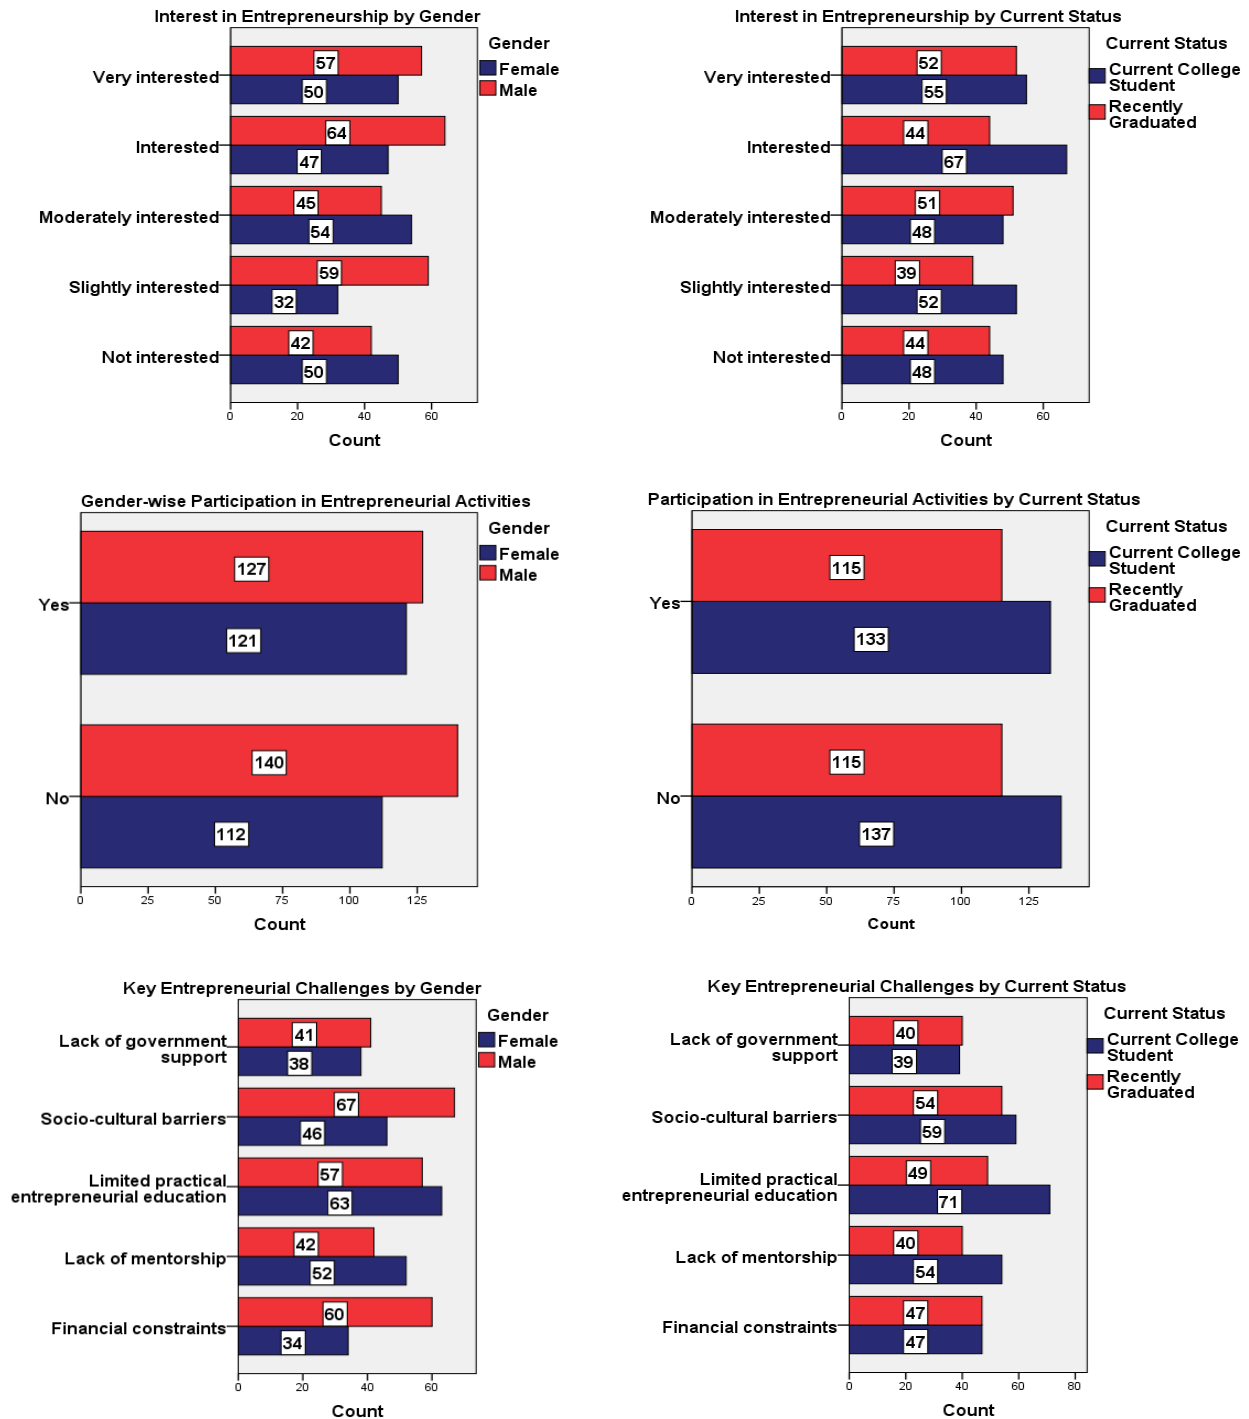 Interest in Entrepreneurship by Gender
Gender
Female
Male
Very interested
57
50
Interested
64
47
Moderately interested
45
54
Slightly interested
59
32
Not interested
42
50
0 20 40 60
Count
Interest in Entrepreneurship by Current Status
Current Status
Current College
Student
Recently
Graduated
Very interested
52
55
Interested
44
67
Moderately interested
51
48
Slightly interested
39
52
Not interested
44
48
0 20 40 60
Count
Gender-wise Participation in Entrepreneurial Activities
Gender
Female
Male
Yes
127
121
No
140
112
0 25 50 75 100 125
Count
Participation in Entrepreneurial Activities by Current Status
Current Status
Current College
Student
Recently
Graduated
Yes
115
133
No
115
137
0 25 50 75 100 125
Count
Key Entrepreneurial Challenges by Gender
Gender
Female
Male
Lack of government
support
41
38
Socio-cultural barriers
67
46
Limited practical
entrepreneurial education
57
63
Lack of mentorship
42
52
Financial constraints
60
34
0 20 40 60
Count
Key Entrepreneurial Challenges by Current Status
Current Status
Current College
Student
Recently
Graduated
Lack of government
support
40
39
Socio-cultural barriers
54
59
Limited practical
entrepreneurial education
49
71
Lack of mentorship
40
54
Financial constraints
47
47
0 20 40 60 80
Count